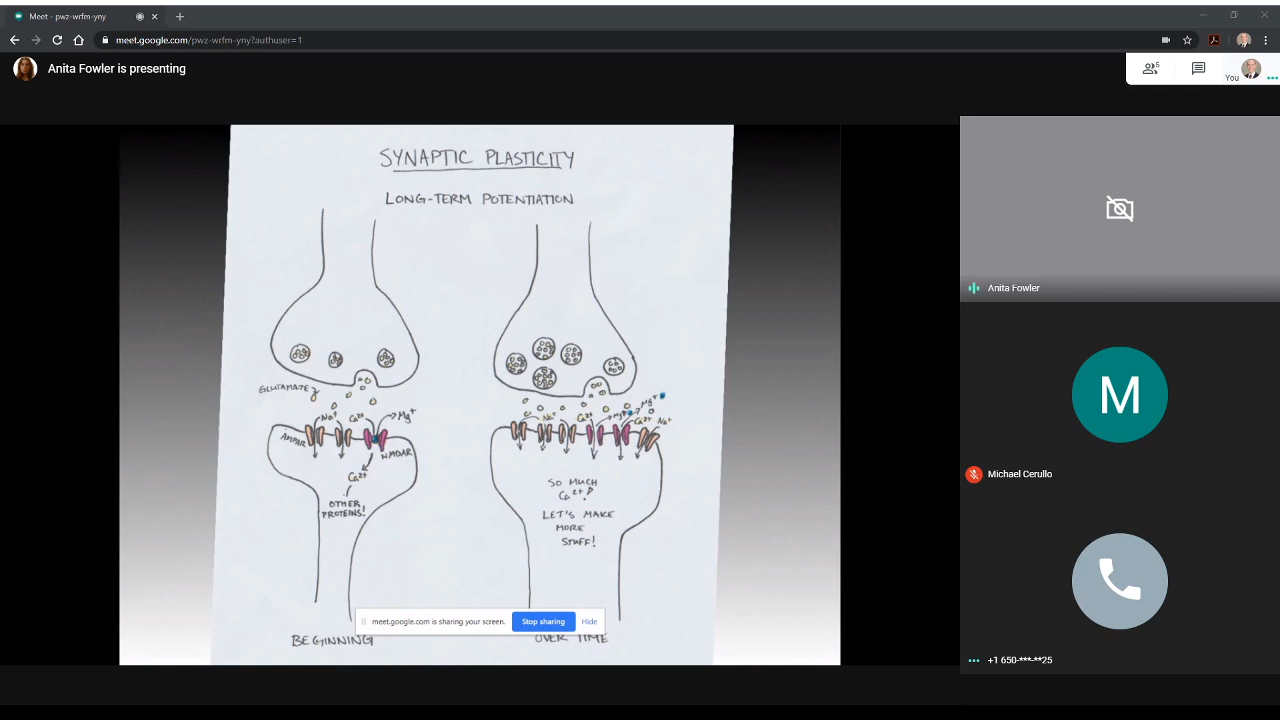 Meet - pwz-wrfm-yny
meet.google.com/pwz-wrfm-yny?authuser=1
Anita Fowler is presenting
5
You
SYNAPTIC PLASTICITY
LONG-TERM POTENTIATION
GLUTAMATE
Na⁺ Ca²⁺ Mg⁺
AMPAR
NMDAR
Ca²⁺
OTHER
PROTEINS!
Mg⁺
Na⁺ Ca²⁺ Mg⁺ Ca²⁺ Na⁺
SO MUCH
Ca²⁺!
LET'S MAKE
MORE
STUFF!
meet.google.com is sharing your screen. Stop sharing Hide
BEGINNING
OVER TIME
Anita Fowler
M
Michael Cerullo
+1 650-***-**25